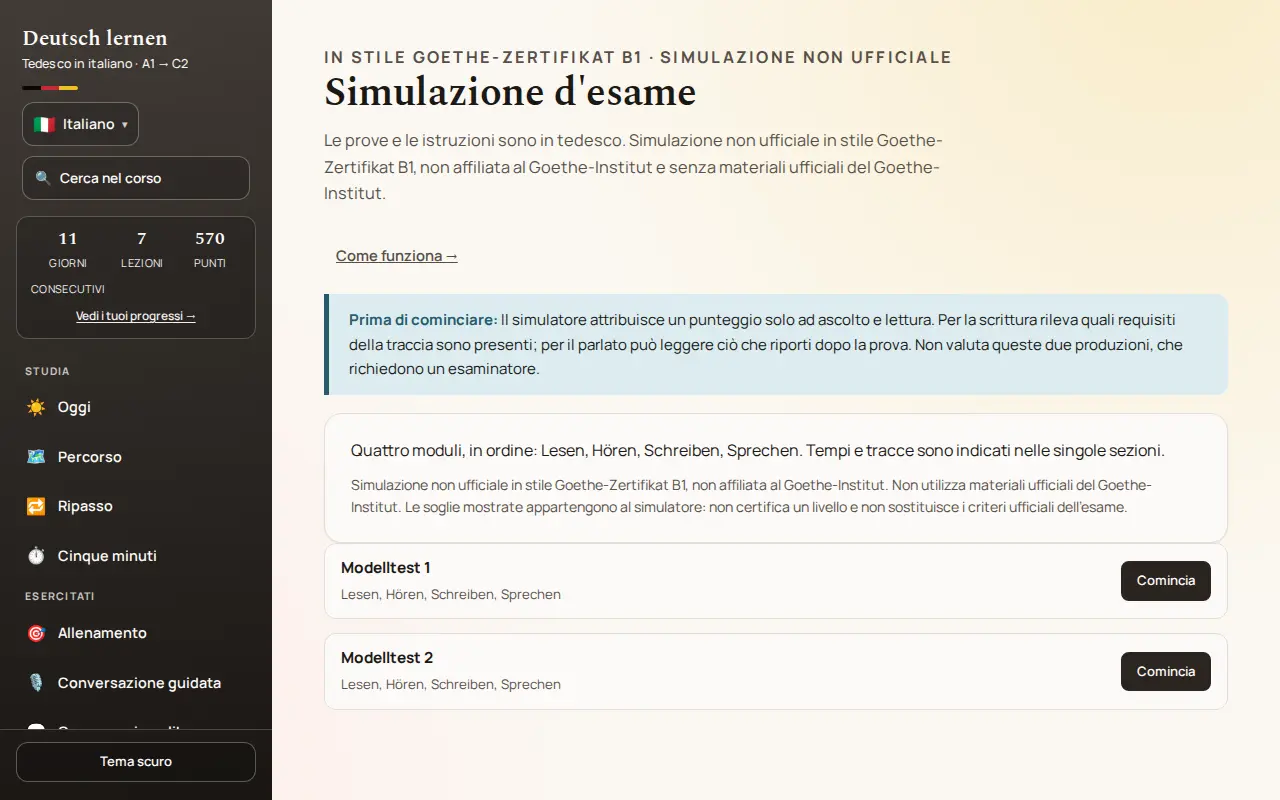 Deutsch lernen
Tedesco in italiano · A1 → C2
Italiano ▾
Cerca nel corso
11 7 570
GIORNI LEZIONI PUNTI
CONSECUTIVI
Vedi i tuoi progressi →
STUDIA
Oggi
Percorso
Ripasso
Cinque minuti
ESERCITATI
Allenamento
Conversazione guidata
Tema scuro
IN STILE GOETHE-ZERTIFIKAT B1 · SIMULAZIONE NON UFFICIALE
Simulazione d'esame
Le prove e le istruzioni sono in tedesco. Simulazione non ufficiale in stile Goethe-
Zertifikat B1, non affiliata al Goethe-Institut e senza materiali ufficiali del Goethe-
Institut.
Come funziona →
Prima di cominciare: Il simulatore attribuisce un punteggio solo ad ascolto e lettura. Per la scrittura rileva quali requisiti
della traccia sono presenti; per il parlato può leggere ciò che riporti dopo la prova. Non valuta queste due produzioni, che
richiedono un esaminatore.
Quattro moduli, in ordine: Lesen, Hören, Schreiben, Sprechen. Tempi e tracce sono indicati nelle singole sezioni.
Simulazione non ufficiale in stile Goethe-Zertifikat B1, non affiliata al Goethe-Institut. Non utilizza materiali ufficiali del Goethe-
Institut. Le soglie mostrate appartengono al simulatore: non certifica un livello e non sostituisce i criteri ufficiali dell'esame.
Modelltest 1
Lesen, Hören, Schreiben, Sprechen
Comincia
Modelltest 2
Lesen, Hören, Schreiben, Sprechen
Comincia